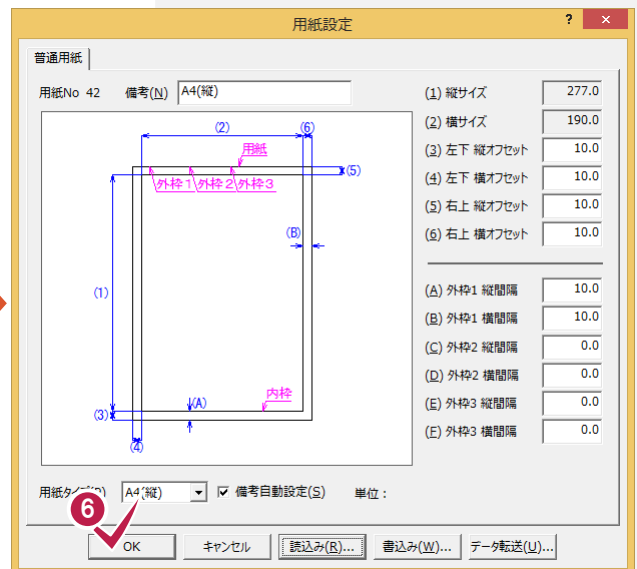 用紙設定
? ×
普通用紙
用紙No 42 備考(N) A4(縦)
(1) 縦サイズ 277.0
(2) 横サイズ 190.0
(3) 左下 縦オフセット 10.0
(4) 左下 横オフセット 10.0
(5) 右上 縦オフセット 10.0
(6) 右上 横オフセット 10.0
(A) 外枠1 縦間隔 10.0
(B) 外枠1 横間隔 10.0
(C) 外枠2 縦間隔 0.0
(D) 外枠2 横間隔 0.0
(E) 外枠3 縦間隔 0.0
(F) 外枠3 横間隔 0.0
(2) (6)
用紙
(5)
外枠1 外枠2 外枠3
(B)
(1)
内枠
(A)
(3)
(4)
用紙タイプ(P) A4(縦) 備考自動設定(S) 単位：
6
OK キャンセル 読込み(R)... 書込み(W)... データ転送(U)...